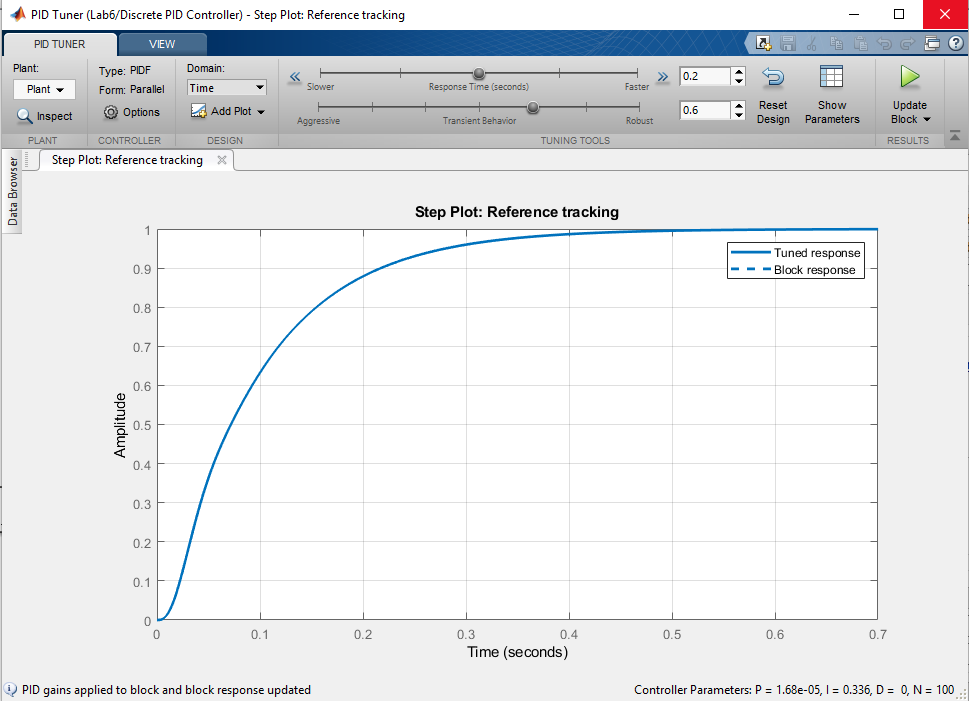 PID Tuner (Lab6/Discrete PID Controller) - Step Plot: Reference tracking
PID TUNER
VIEW
Plant:
Plant
Inspect
PLANT
Type: PIDF
Form: Parallel
Options
CONTROLLER
Domain:
Time
Add Plot
DESIGN
Slower
Response Time (seconds)
Faster
0.2
Aggressive
Transient Behavior
Robust
0.6
Reset
Design
Show
Parameters
TUNING TOOLS
Update
Block
RESULTS
Data Browser
Step Plot: Reference tracking
Step Plot: Reference tracking
Tuned response
Block response
Amplitude
1
0.9
0.8
0.7
0.6
0.5
0.4
0.3
0.2
0.1
0
0 0.1 0.2 0.3 0.4 0.5 0.6 0.7
Time (seconds)
PID gains applied to block and block response updated
Controller Parameters: P = 1.68e-05, I = 0.336, D = 0, N = 100